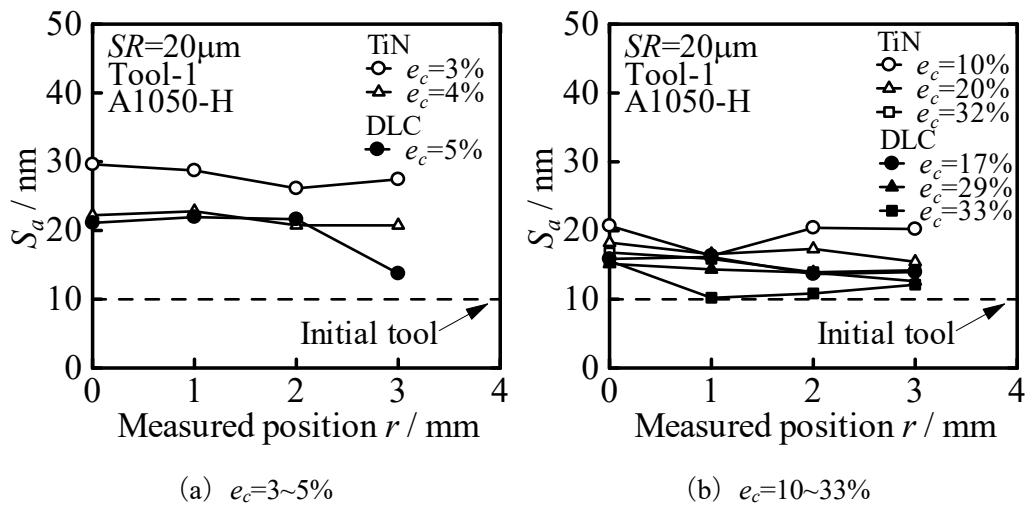 50
40
30
20
10
0
S_a / nm
SR=20μm
Tool-1
A1050-H
TiN
e_c=3%
e_c=4%
DLC
e_c=5%
Initial tool
0 1 2 3 4
Measured position r / mm
(a) e_c=3~5%
50
40
30
20
10
0
S_a / nm
SR=20μm
Tool-1
A1050-H
TiN
e_c=10%
e_c=20%
e_c=32%
DLC
e_c=17%
e_c=29%
e_c=33%
Initial tool
0 1 2 3 4
Measured position r / mm
(b) e_c=10~33%